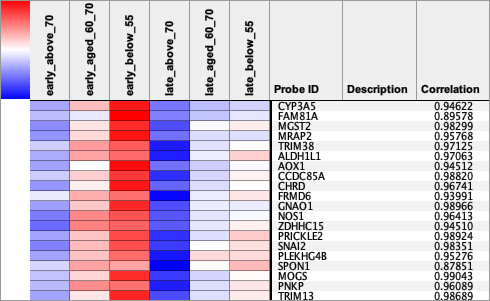 early_above_70
early_aged_60_70
early_below_55
late_above_70
late_aged_60_70
late_below_55
Probe ID Description Correlation
CYP3A5 0.94622
FAM81A 0.89578
MGST2 0.98299
MRAP2 0.95768
TRIM38 0.97125
ALDH1L1 0.97063
AOX1 0.94512
CCDC85A 0.98820
CHRD 0.96741
FRMD6 0.93991
GNAO1 0.98966
NOS1 0.96413
ZDHHC15 0.94510
PRICKLE2 0.98924
SNAI2 0.98351
PLEKHG4B 0.95276
SPON1 0.87851
MOGS 0.99043
PNKP 0.96089
TRIM13 0.98689